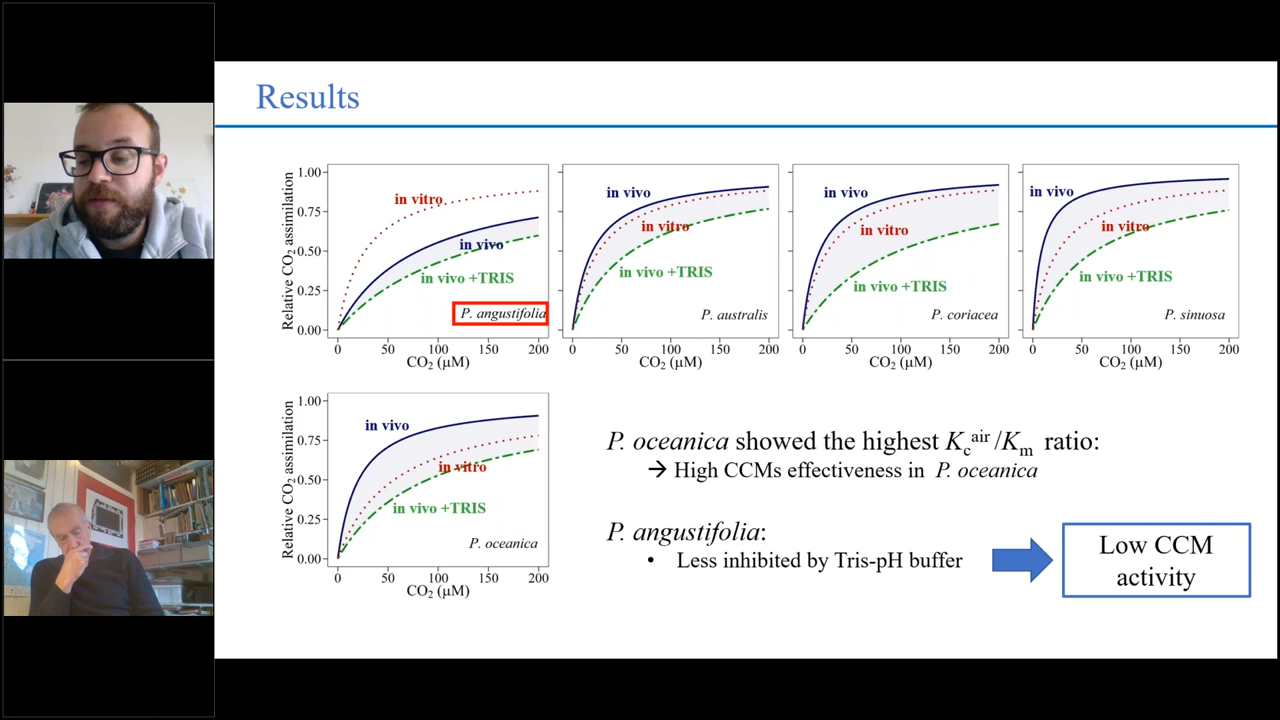 Results
Relative CO₂ assimilation
1.00
0.75
0.50
0.25
0.00
in vitro
in vivo
in vivo +TRIS
P. angustifolia
0 50 100 150 200
CO₂ (µM)
in vivo
in vitro
in vivo +TRIS
P. australis
0 50 100 150 200
CO₂ (µM)
in vivo
in vitro
in vivo +TRIS
P. coriacea
0 50 100 150 200
CO₂ (µM)
in vivo
in vitro
in vivo +TRIS
P. sinuosa
0 50 100 150 200
CO₂ (µM)
Relative CO₂ assimilation
1.00
0.75
0.50
0.25
0.00
in vivo
in vitro
in vivo +TRIS
P. oceanica
0 50 100 150 200
CO₂ (µM)
P. oceanica showed the highest Kc air /Km ratio:
→ High CCMs effectiveness in P. oceanica
P. angustifolia:
• Less inhibited by Tris-pH buffer
Low CCM
activity